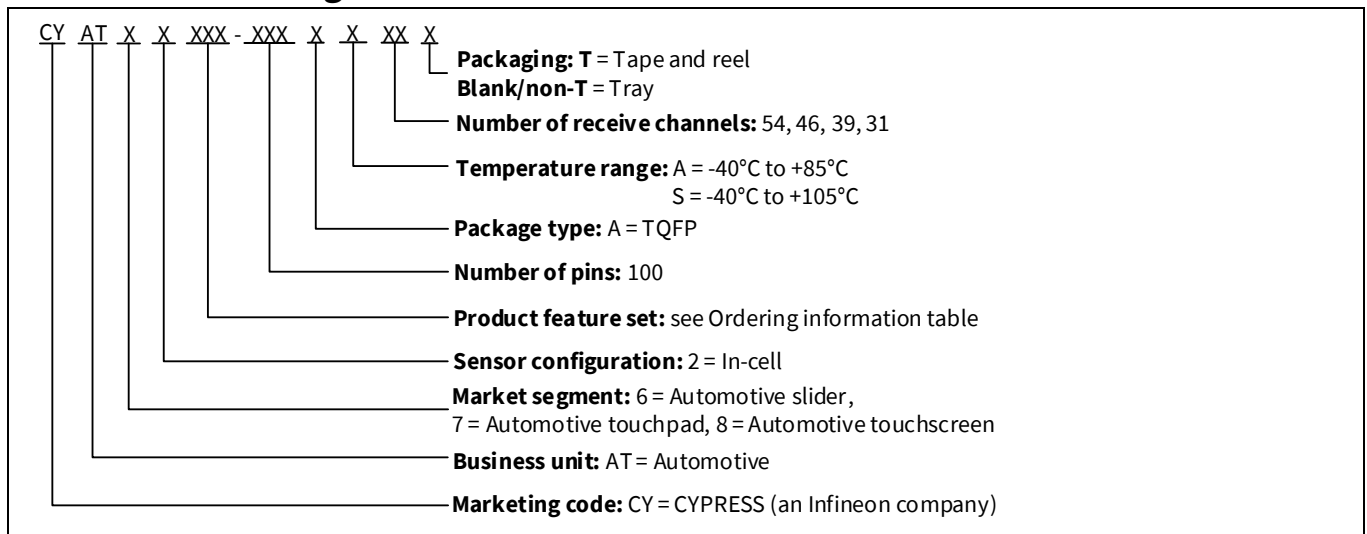 CY AT X X XXX - XXX X X XX X
Packaging: T = Tape and reel
Blank/non-T = Tray
Number of receive channels: 54, 46, 39, 31
Temperature range: A = -40°C to +85°C
S = -40°C to +105°C
Package type: A = TQFP
Number of pins: 100
Product feature set: see Ordering information table
Sensor configuration: 2 = In-cell
Market segment: 6 = Automotive slider,
7 = Automotive touchpad, 8 = Automotive touchscreen
Business unit: AT = Automotive
Marketing code: CY = CYPRESS (an Infineon company)